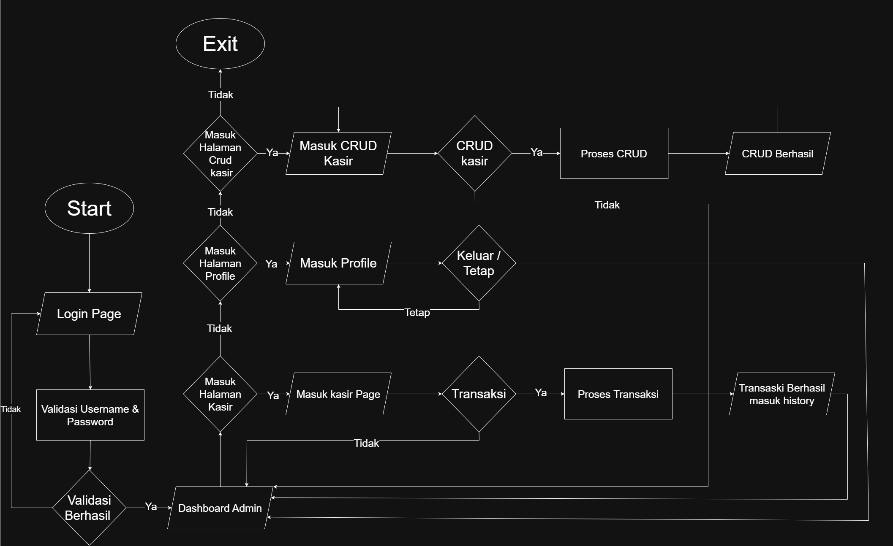 Exit
Tidak
Masuk
Halaman
Crud
kasir
Ya
Masuk CRUD
Kasir
CRUD
kasir
Ya
Proses CRUD
CRUD Berhasil
Tidak
Tidak
Start
Masuk
Halaman
Profile
Ya
Masuk Profile
Keluar /
Tetap
Tetap
Login Page
Tidak
Masuk
Halaman
Kasir
Ya
Masuk kasir Page
Transaksi
Ya
Proses Transaksi
Transaski Berhasil
masuk history
Tidak
Validasi Username &
Password
Tidak
Validasi
Berhasil
Ya
Dashboard Admin